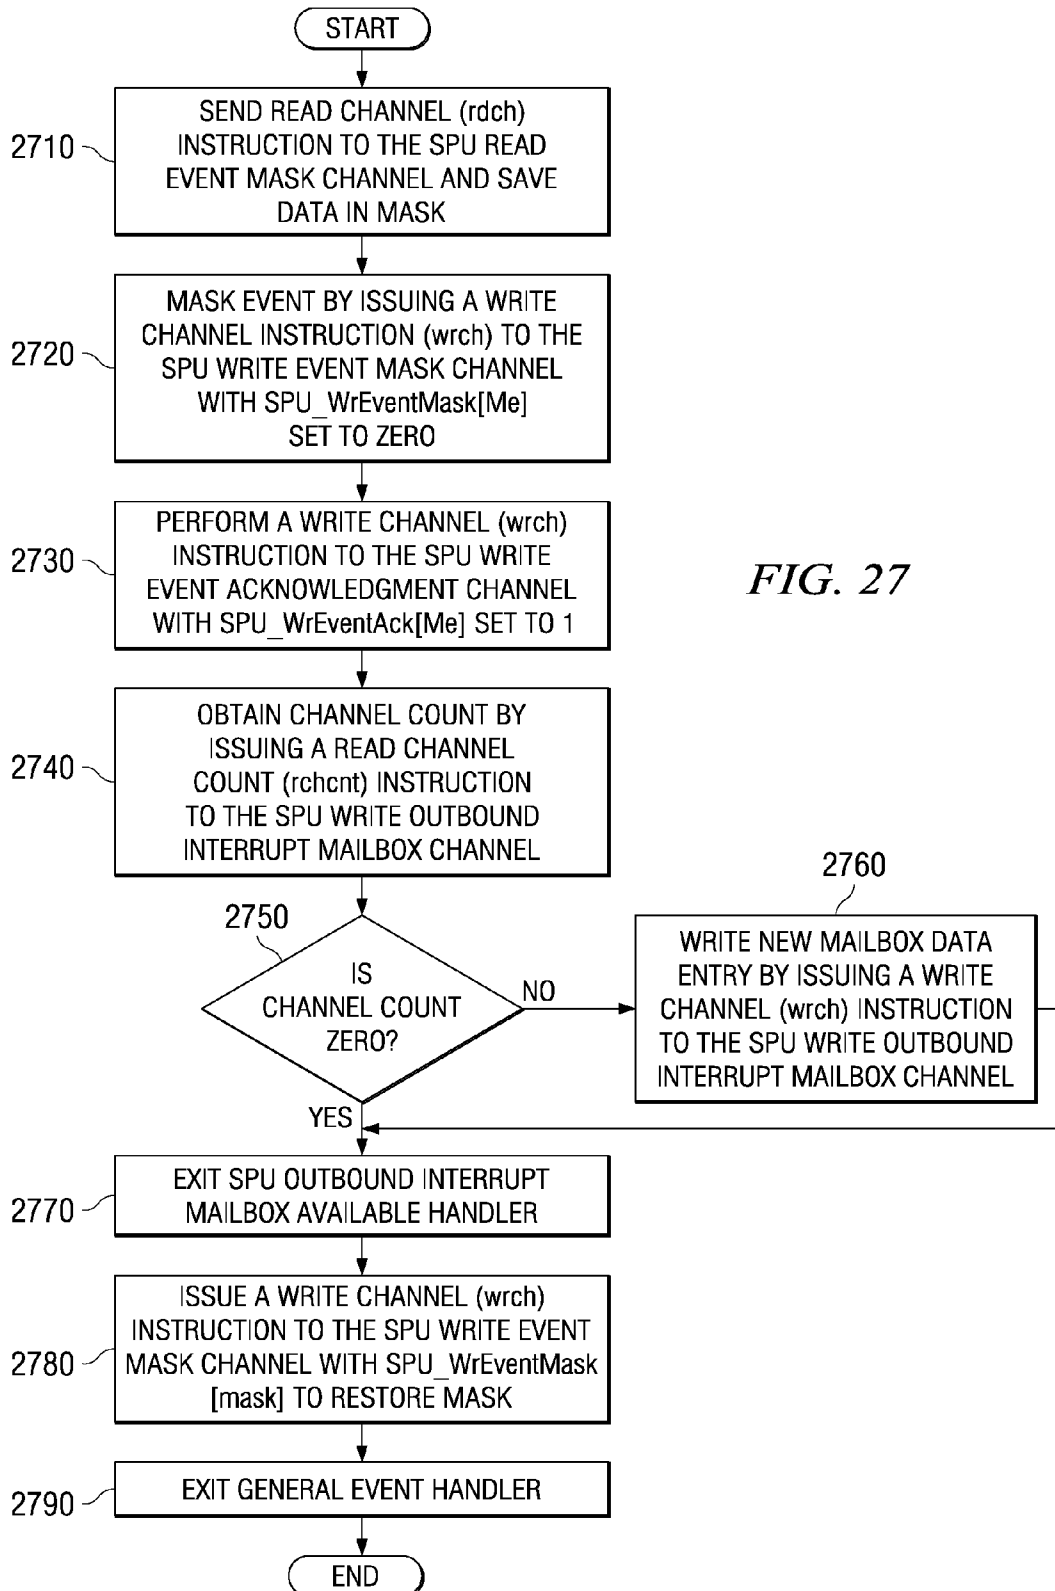 START
2710
SEND READ CHANNEL (rdch)
INSTRUCTION TO THE SPU READ
EVENT MASK CHANNEL AND SAVE
DATA IN MASK
2720
MASK EVENT BY ISSUING A WRITE
CHANNEL INSTRUCTION (wrch) TO THE
SPU WRITE EVENT MASK CHANNEL
WITH SPU_WrEventMask[Me]
SET TO ZERO
2730
PERFORM A WRITE CHANNEL (wrch)
INSTRUCTION TO THE SPU WRITE
EVENT ACKNOWLEDGMENT CHANNEL
WITH SPU_WrEventAck[Me] SET TO 1
FIG. 27
2740
OBTAIN CHANNEL COUNT BY
ISSUING A READ CHANNEL
COUNT (rchcnt) INSTRUCTION
TO THE SPU WRITE OUTBOUND
INTERRUPT MAILBOX CHANNEL
2750
IS
CHANNEL COUNT
ZERO?
NO
2760
WRITE NEW MAILBOX DATA
ENTRY BY ISSUING A WRITE
CHANNEL (wrch) INSTRUCTION
TO THE SPU WRITE OUTBOUND
INTERRUPT MAILBOX CHANNEL
YES
2770
EXIT SPU OUTBOUND INTERRUPT
MAILBOX AVAILABLE HANDLER
2780
ISSUE A WRITE CHANNEL (wrch)
INSTRUCTION TO THE SPU WRITE EVENT
MASK CHANNEL WITH SPU_WrEventMask
[mask] TO RESTORE MASK
2790
EXIT GENERAL EVENT HANDLER
END